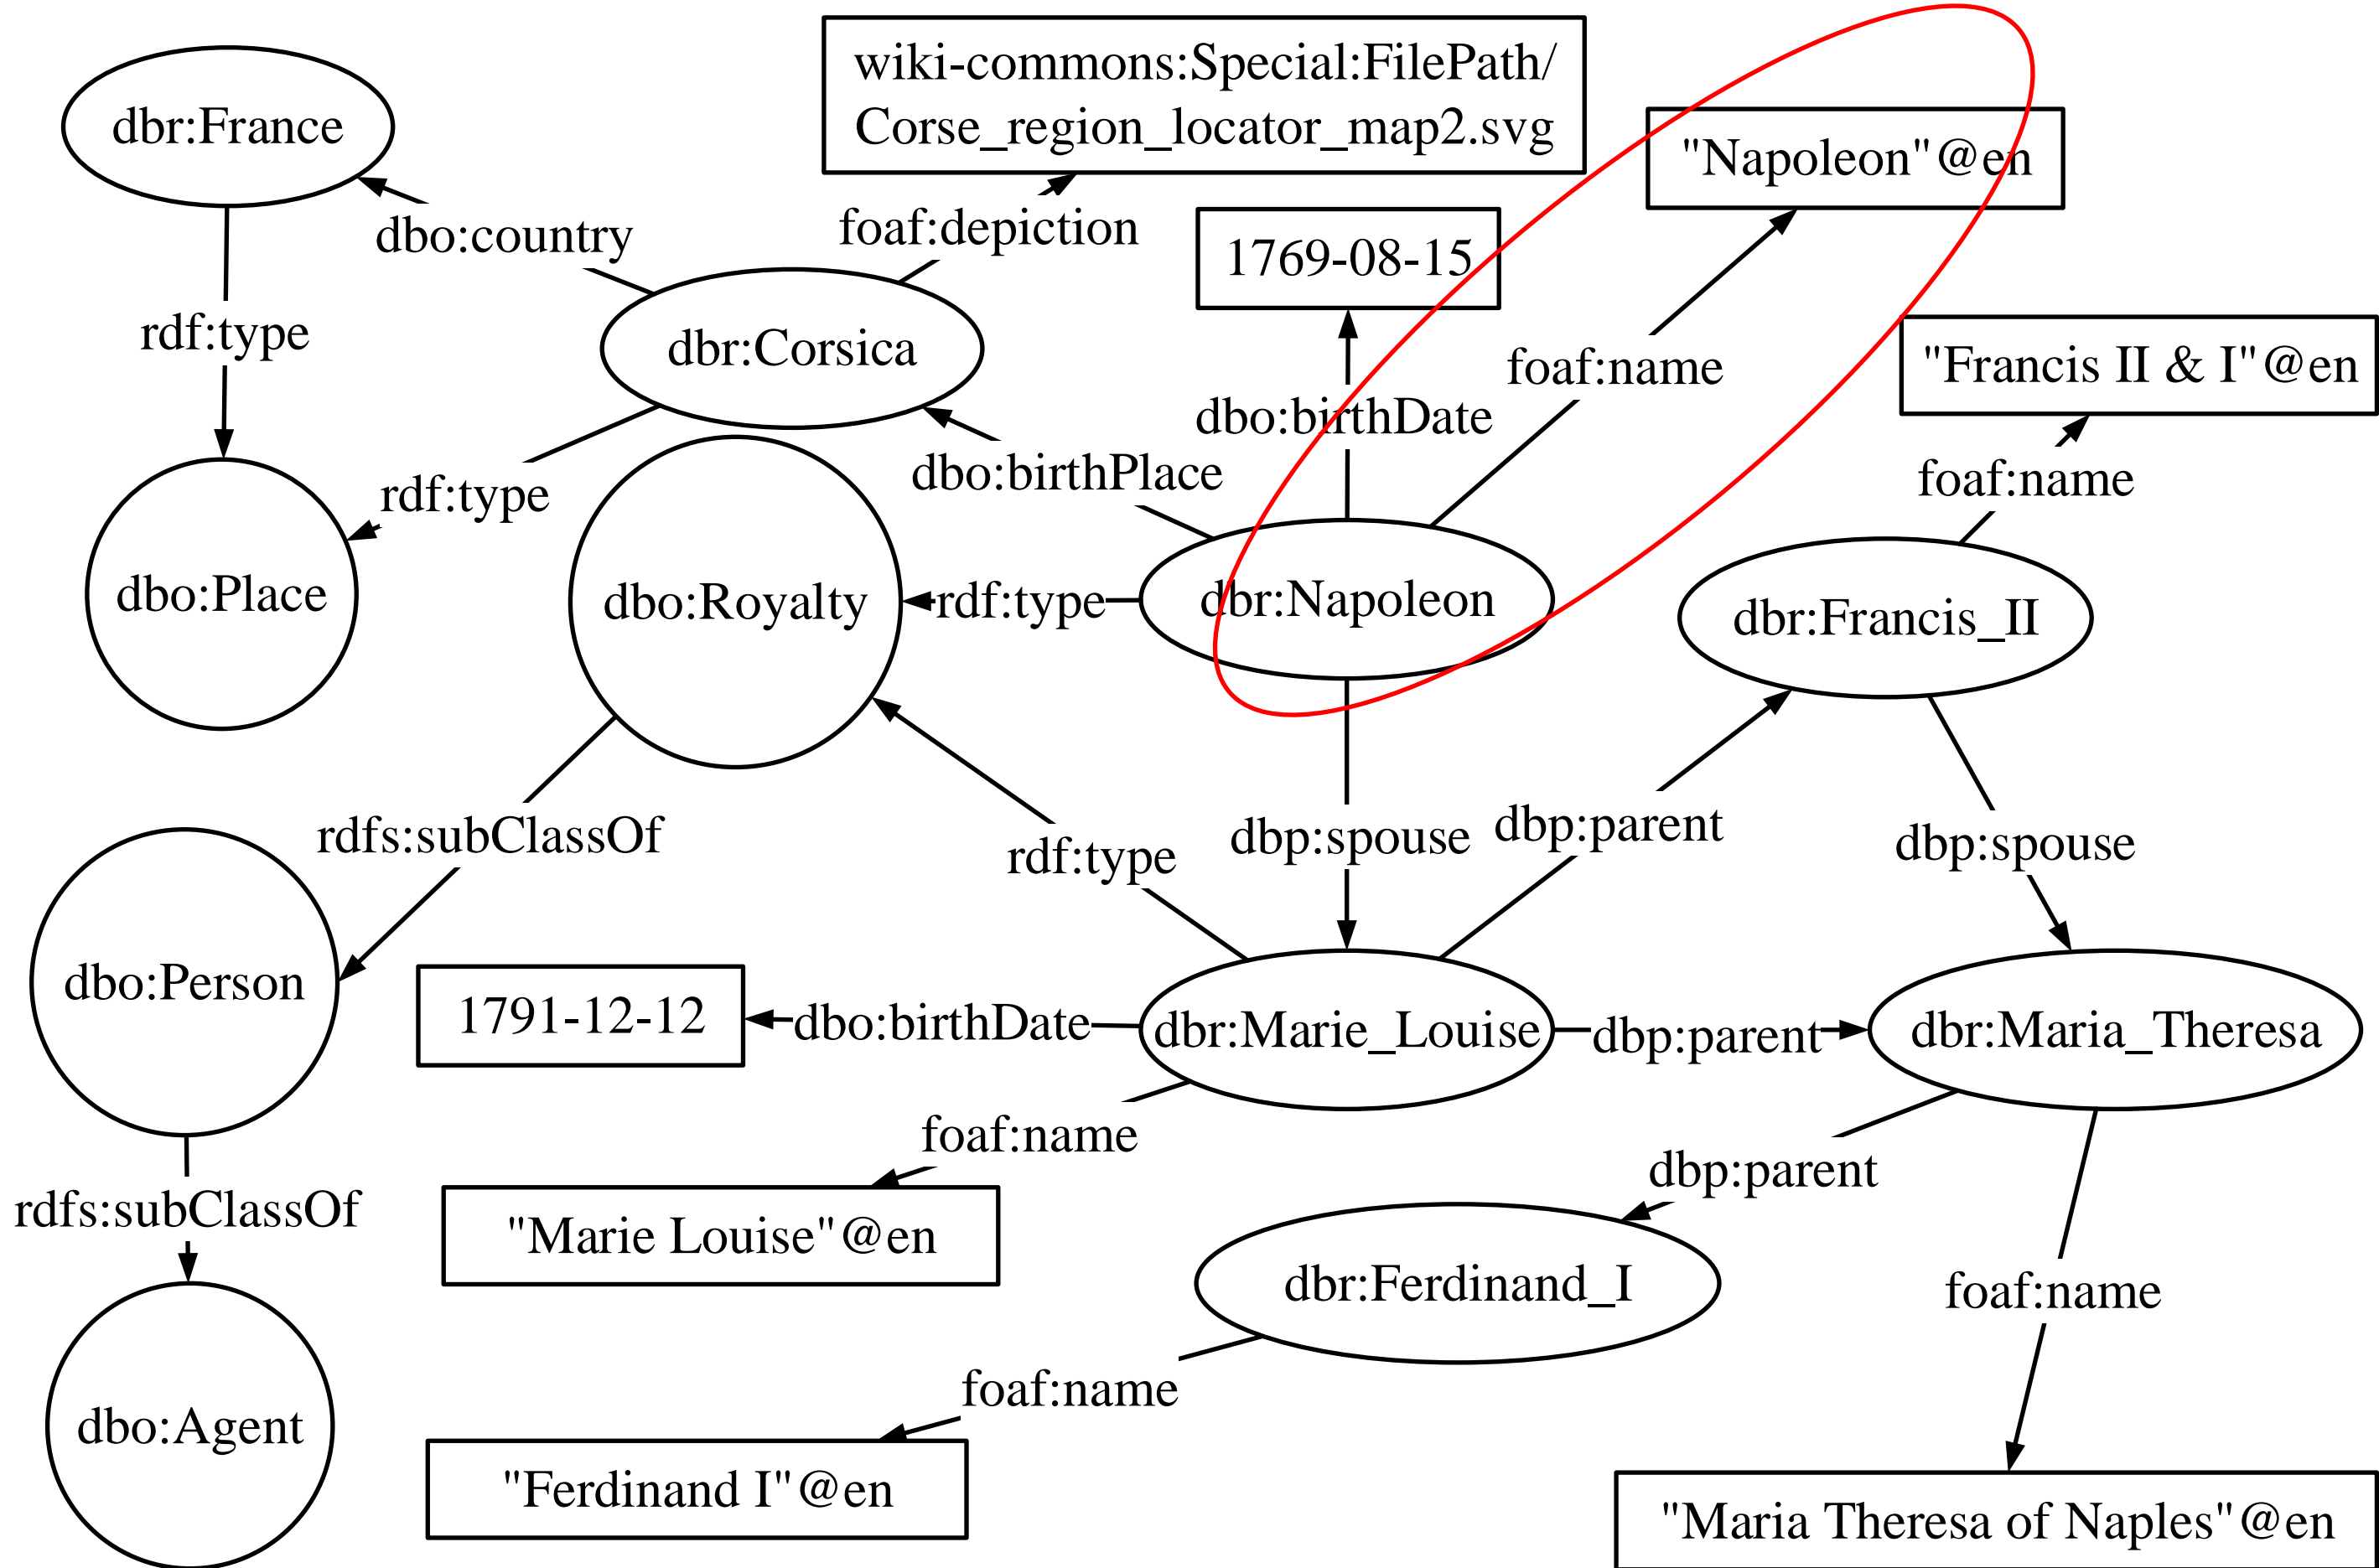 wiki-commons:Special:FilePath/
Corse_region_locator_map2.svg
dbr:France
"Napoleon"@en
dbo:country
foaf:depiction
1769-08-15
rdf:type
dbr:Corsica
foaf:name
"Francis II & I"@en
dbo:birthDate
dbo:birthPlace
rdf:type
foaf:name
dbo:Place
dbo:Royalty
rdf:type
dbr:Napoleon
dbr:Francis_II
rdfs:subClassOf
rdf:type
dbp:spouse
dbp:parent
dbp:spouse
dbo:Person
1791-12-12
dbo:birthDate
dbr:Marie_Louise
dbp:parent
dbr:Maria_Theresa
foaf:name
dbp:parent
rdfs:subClassOf
"Marie Louise"@en
dbr:Ferdinand_I
foaf:name
foaf:name
dbo:Agent
"Ferdinand I"@en
"Maria Theresa of Naples"@en